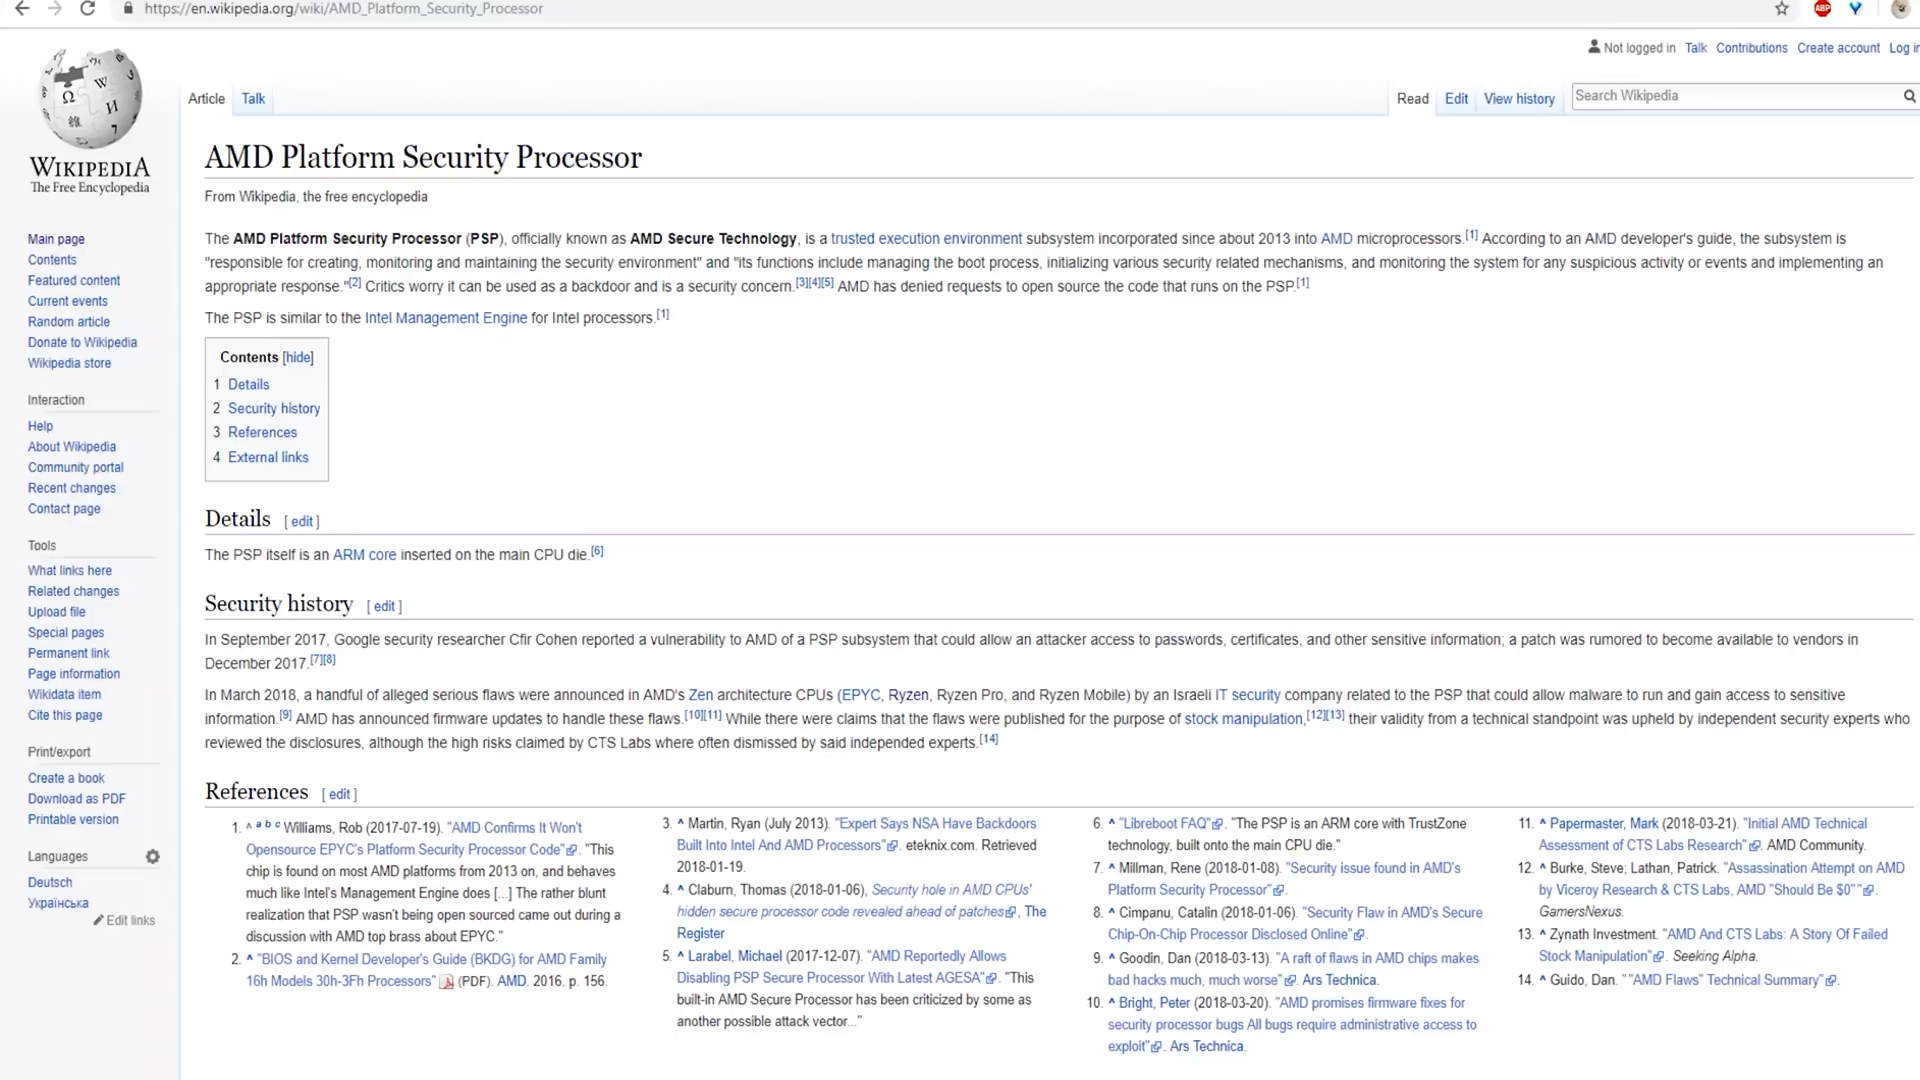 https://en.wikipedia.org/wiki/AMD_Platform_Security_Processor
ABP
Not logged in Talk Contributions Create account Log in
Article Talk
Read Edit View history
Search Wikipedia
WIKIPEDIA
The Free Encyclopedia
Main page
Contents
Featured content
Current events
Random article
Donate to Wikipedia
Wikipedia store
Interaction
Help
About Wikipedia
Community portal
Recent changes
Contact page
Tools
What links here
Related changes
Upload file
Special pages
Permanent link
Page information
Wikidata item
Cite this page
Print/export
Create a book
Download as PDF
Printable version
Languages
Deutsch
Українська
Edit links
AMD Platform Security Processor
From Wikipedia, the free encyclopedia
The AMD Platform Security Processor (PSP), officially known as AMD Secure Technology, is a trusted execution environment subsystem incorporated since about 2013 into AMD microprocessors.[1] According to an AMD developer's guide, the subsystem is
"responsible for creating, monitoring and maintaining the security environment" and "its functions include managing the boot process, initializing various security related mechanisms, and monitoring the system for any suspicious activity or events and implementing an
appropriate response."[2] Critics worry it can be used as a backdoor and is a security concern.[3][4][5] AMD has denied requests to open source the code that runs on the PSP.[1]
The PSP is similar to the Intel Management Engine for Intel processors.[1]
Contents [hide]
1 Details
2 Security history
3 References
4 External links
Details [ edit ]
The PSP itself is an ARM core inserted on the main CPU die.[6]
Security history [ edit ]
In September 2017, Google security researcher Cfir Cohen reported a vulnerability to AMD of a PSP subsystem that could allow an attacker access to passwords, certificates, and other sensitive information; a patch was rumored to become available to vendors in
December 2017.[7][8]
In March 2018, a handful of alleged serious flaws were announced in AMD's Zen architecture CPUs (EPYC, Ryzen, Ryzen Pro, and Ryzen Mobile) by an Israeli IT security company related to the PSP that could allow malware to run and gain access to sensitive
information.[9] AMD has announced firmware updates to handle these flaws.[10][11] While there were claims that the flaws were published for the purpose of stock manipulation,[12][13] their validity from a technical standpoint was upheld by independent security experts who
reviewed the disclosures, although the high risks claimed by CTS Labs where often dismissed by said independent experts.[14]
References [ edit ]
1. ^ a b c Williams, Rob (2017-07-19). "AMD Confirms It Won't
Opensource EPYC's Platform Security Processor Code". "This
chip is found on most AMD platforms from 2013 on, and behaves
much like Intel's Management Engine does [...] The rather blunt
realization that PSP wasn't being open sourced came out during a
discussion with AMD top brass about EPYC."
2. ^ "BIOS and Kernel Developer's Guide (BKDG) for AMD Family
16h Models 30h-3Fh Processors" (PDF). AMD. 2016. p. 156.
3. ^ Martin, Ryan (July 2013). "Expert Says NSA Have Backdoors
Built Into Intel And AMD Processors". eteknix.com. Retrieved
2018-01-19.
4. ^ Claburn, Thomas (2018-01-06), Security hole in AMD CPUs'
hidden secure processor code revealed ahead of patches, The
Register
5. ^ Larabel, Michael (2017-12-07). "AMD Reportedly Allows
Disabling PSP Secure Processor With Latest AGESA". "This
built-in AMD Secure Processor has been criticized by some as
another possible attack vector..."
6. ^ "Libreboot FAQ". "The PSP is an ARM core with TrustZone
technology, built onto the main CPU die."
7. ^ Millman, Rene (2018-01-08). "Security issue found in AMD's
Platform Security Processor".
8. ^ Cimpanu, Catalin (2018-01-06). "Security Flaw in AMD's Secure
Chip-On-Chip Processor Disclosed Online".
9. ^ Goodin, Dan (2018-03-13). "A raft of flaws in AMD chips makes
bad hacks much, much worse". Ars Technica.
10. ^ Bright, Peter (2018-03-20). "AMD promises firmware fixes for
security processor bugs All bugs require administrative access to
exploit". Ars Technica.
11. ^ Papermaster, Mark (2018-03-21). "Initial AMD Technical
Assessment of CTS Labs Research". AMD Community.
12. ^ Burke, Steve; Lathan, Patrick. "Assassination Attempt on AMD
by Viceroy Research & CTS Labs, AMD "Should Be $0"".
GamersNexus.
13. ^ Zynath Investment. "AMD And CTS Labs: A Story Of Failed
Stock Manipulation". Seeking Alpha.
14. ^ Guido, Dan. ""AMD Flaws" Technical Summary".